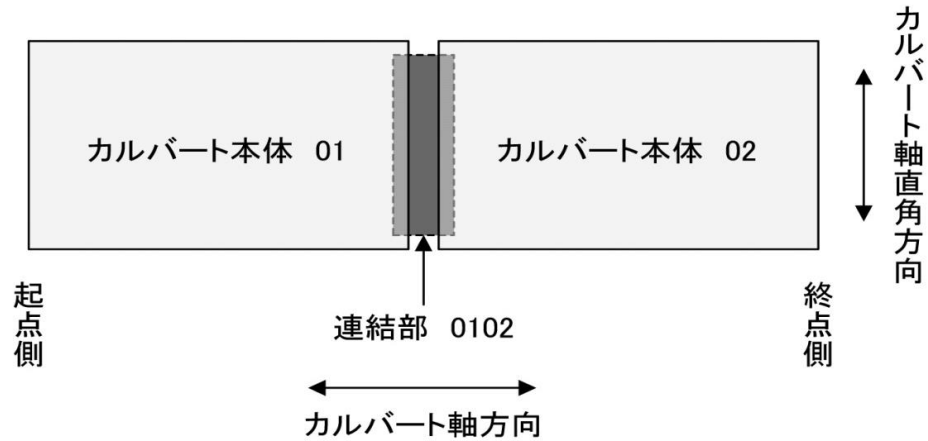 カルバート本体 01
カルバート本体 02
カルバート軸直角方向
起点側
終点側
連結部 0102
カルバート軸方向